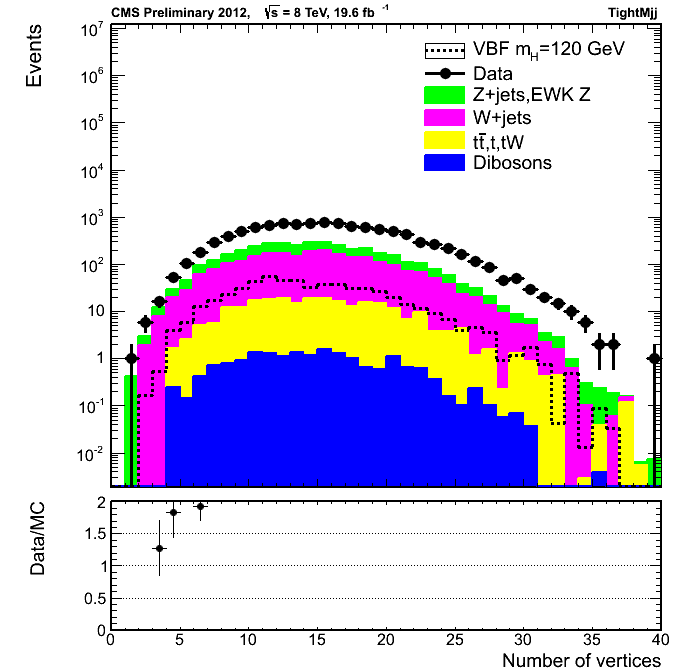 CMS Preliminary 2012, √s = 8 TeV, 19.6 fb⁻¹ TightMjj
Events
10⁷
10⁶
10⁵
10⁴
10³
10²
10
1
10⁻¹
10⁻²
VBF m_H=120 GeV
Data
Z+jets,EWK Z
W+jets
tt̄,t,tW
Dibosons
Data/MC
2
1.5
1
0.5
0
0 5 10 15 20 25 30 35 40
Number of vertices